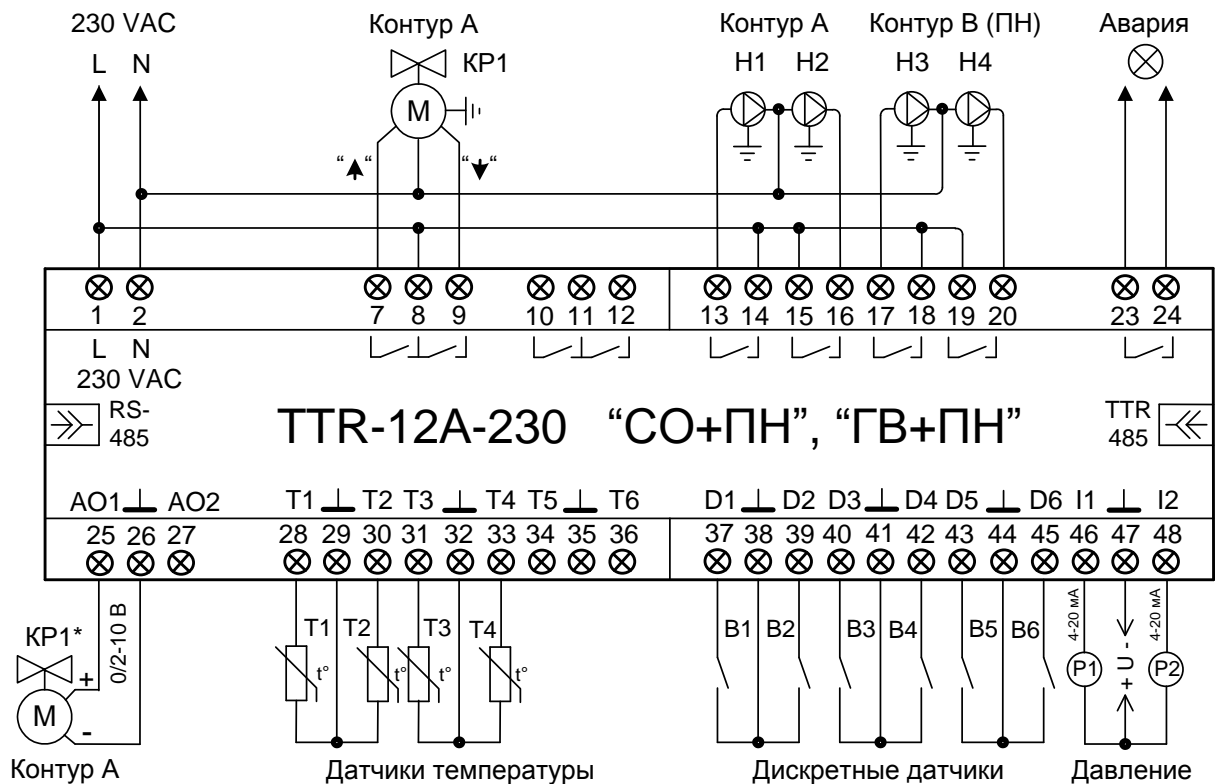 230 VAC Контур А Контур В (ПН) Авария
L N КР1 Н1 Н2 Н3 Н4
М
“ “ “ “
1 2 7 8 9 10 11 12 13 14 15 16 17 18 19 20 23 24
L N
230 VAC
RS-485
TTR-12A-230 “СО+ПН”, “ГВ+ПН”
TTR 485
AO1 AO2 T1 T2 T3 T4 T5 T6 D1 D2 D3 D4 D5 D6 I1 I2
25 26 27 28 29 30 31 32 33 34 35 36 37 38 39 40 41 42 43 44 45 46 47 48
КР1*
0/2-10 В
+
М
-
T1 T2 T3 T4
t° t° t° t°
B1 B2 B3 B4 B5 B6
4-20 мА 4-20 мА
P1 + U - P2
Контур А Датчики температуры Дискретные датчики Давление
Контур А